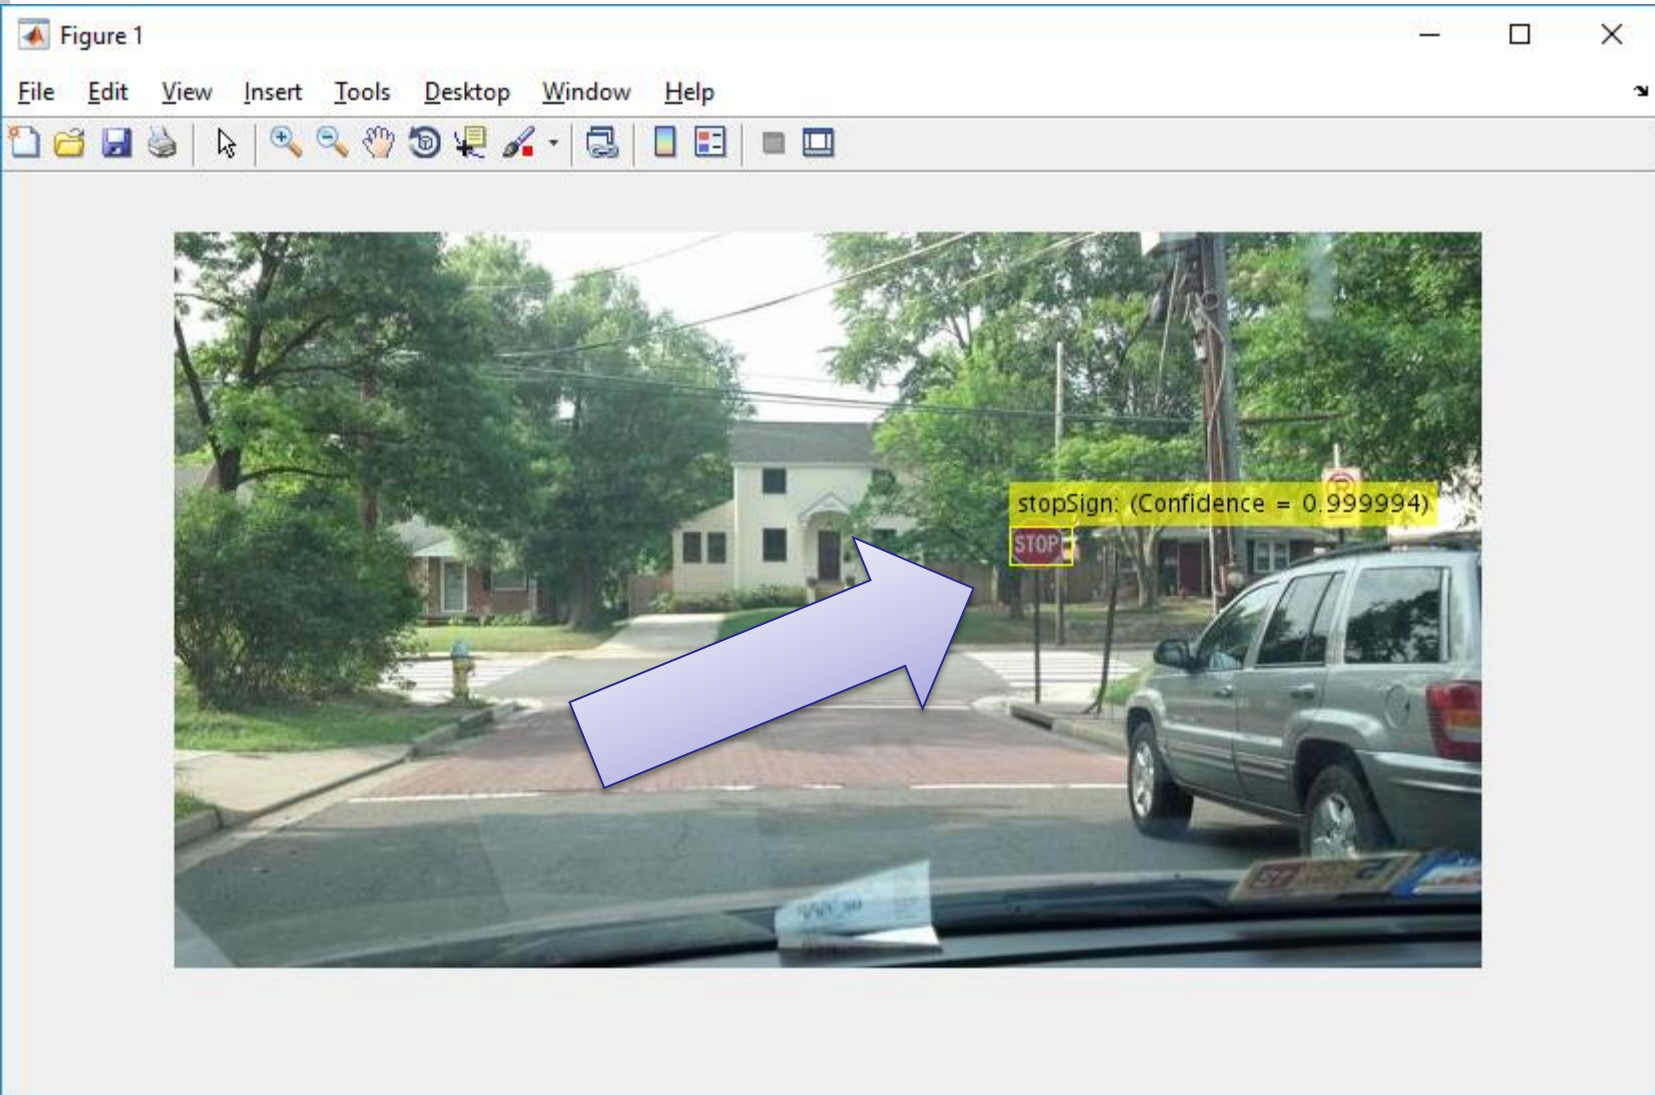 Figure 1
File Edit View Insert Tools Desktop Window Help
stopSign: (Confidence = 0.999994)
STOP